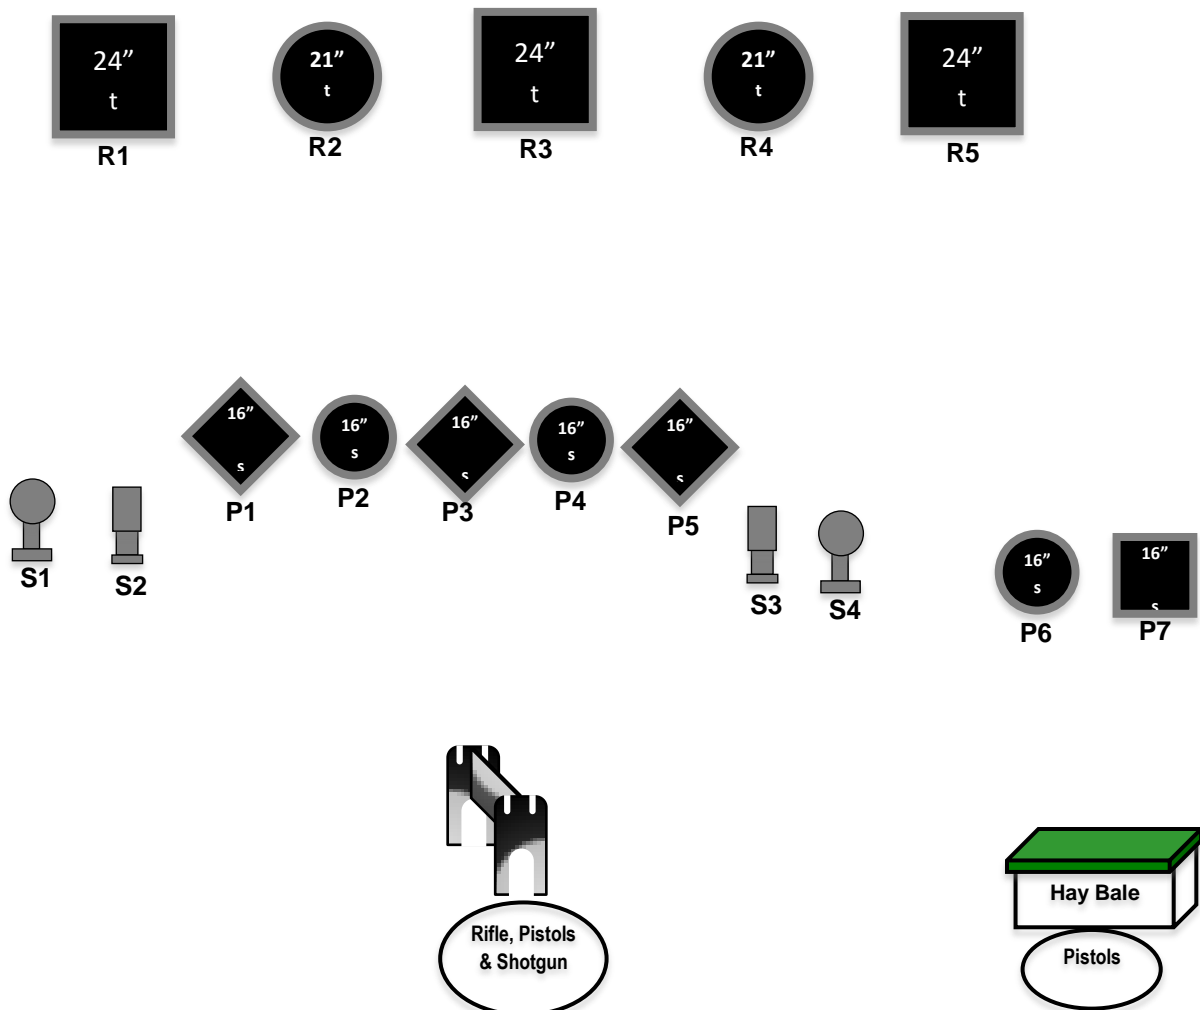 24”
t
R1
21”
t
R2
24”
t
R3
21”
t
R4
24”
t
R5
16”
s
P1
16”
s
P2
16”
s
P3
16”
s
P4
16”
s
P5
S1
S2
S3
S4
16”
s
P6
16”
s
P7
Rifle, Pistols
& Shotgun
Hay Bale
Pistols